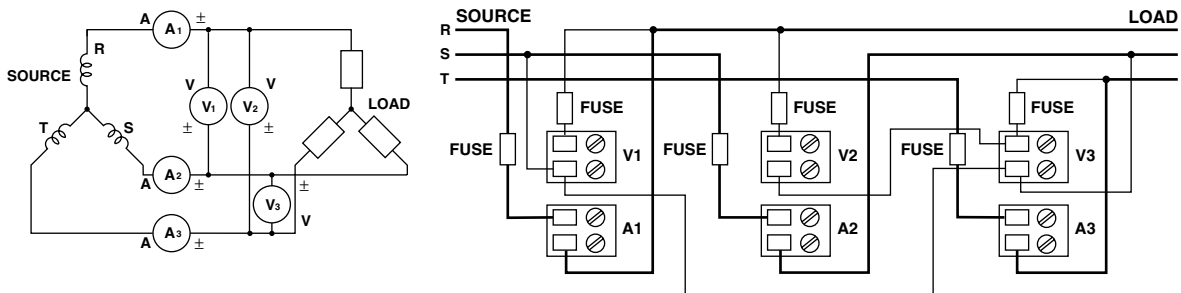 A A1 ±
R
SOURCE
V V
V1 V2
LOAD
± ±
T S
A A2 ± ±
V3
V
A A3 ±
SOURCE LOAD
R
S
T
FUSE FUSE FUSE
FUSE V1 FUSE V2 FUSE V3
A1 A2 A3